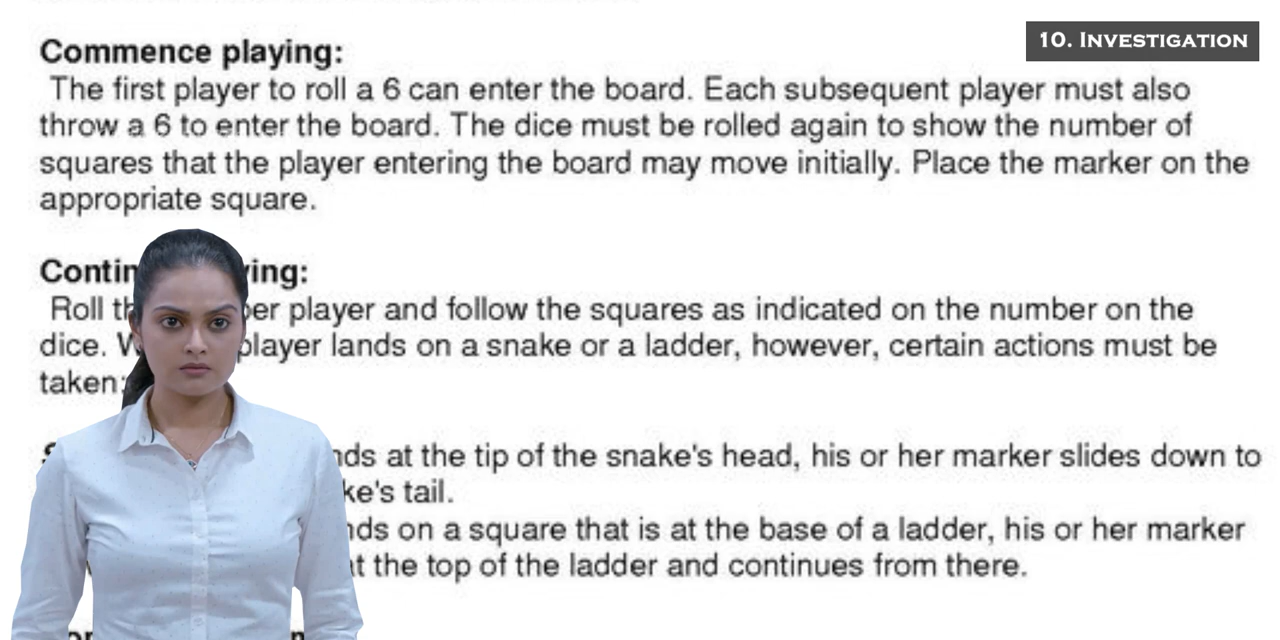 10. Investigation
Commence playing:
The first player to roll a 6 can enter the board. Each subsequent player must also
throw a 6 to enter the board. The dice must be rolled again to show the number of
squares that the player entering the board may move initially. Place the marker on the
appropriate square.
Roll player and follow the squares as indicated on the number on the
dice. player lands on a snake or a ladder, however, certain actions must be
taken:
at the tip of the snake's head, his or her marker slides down to
tail.
on a square that is at the base of a ladder, his or her marker
the top of the ladder and continues from there.